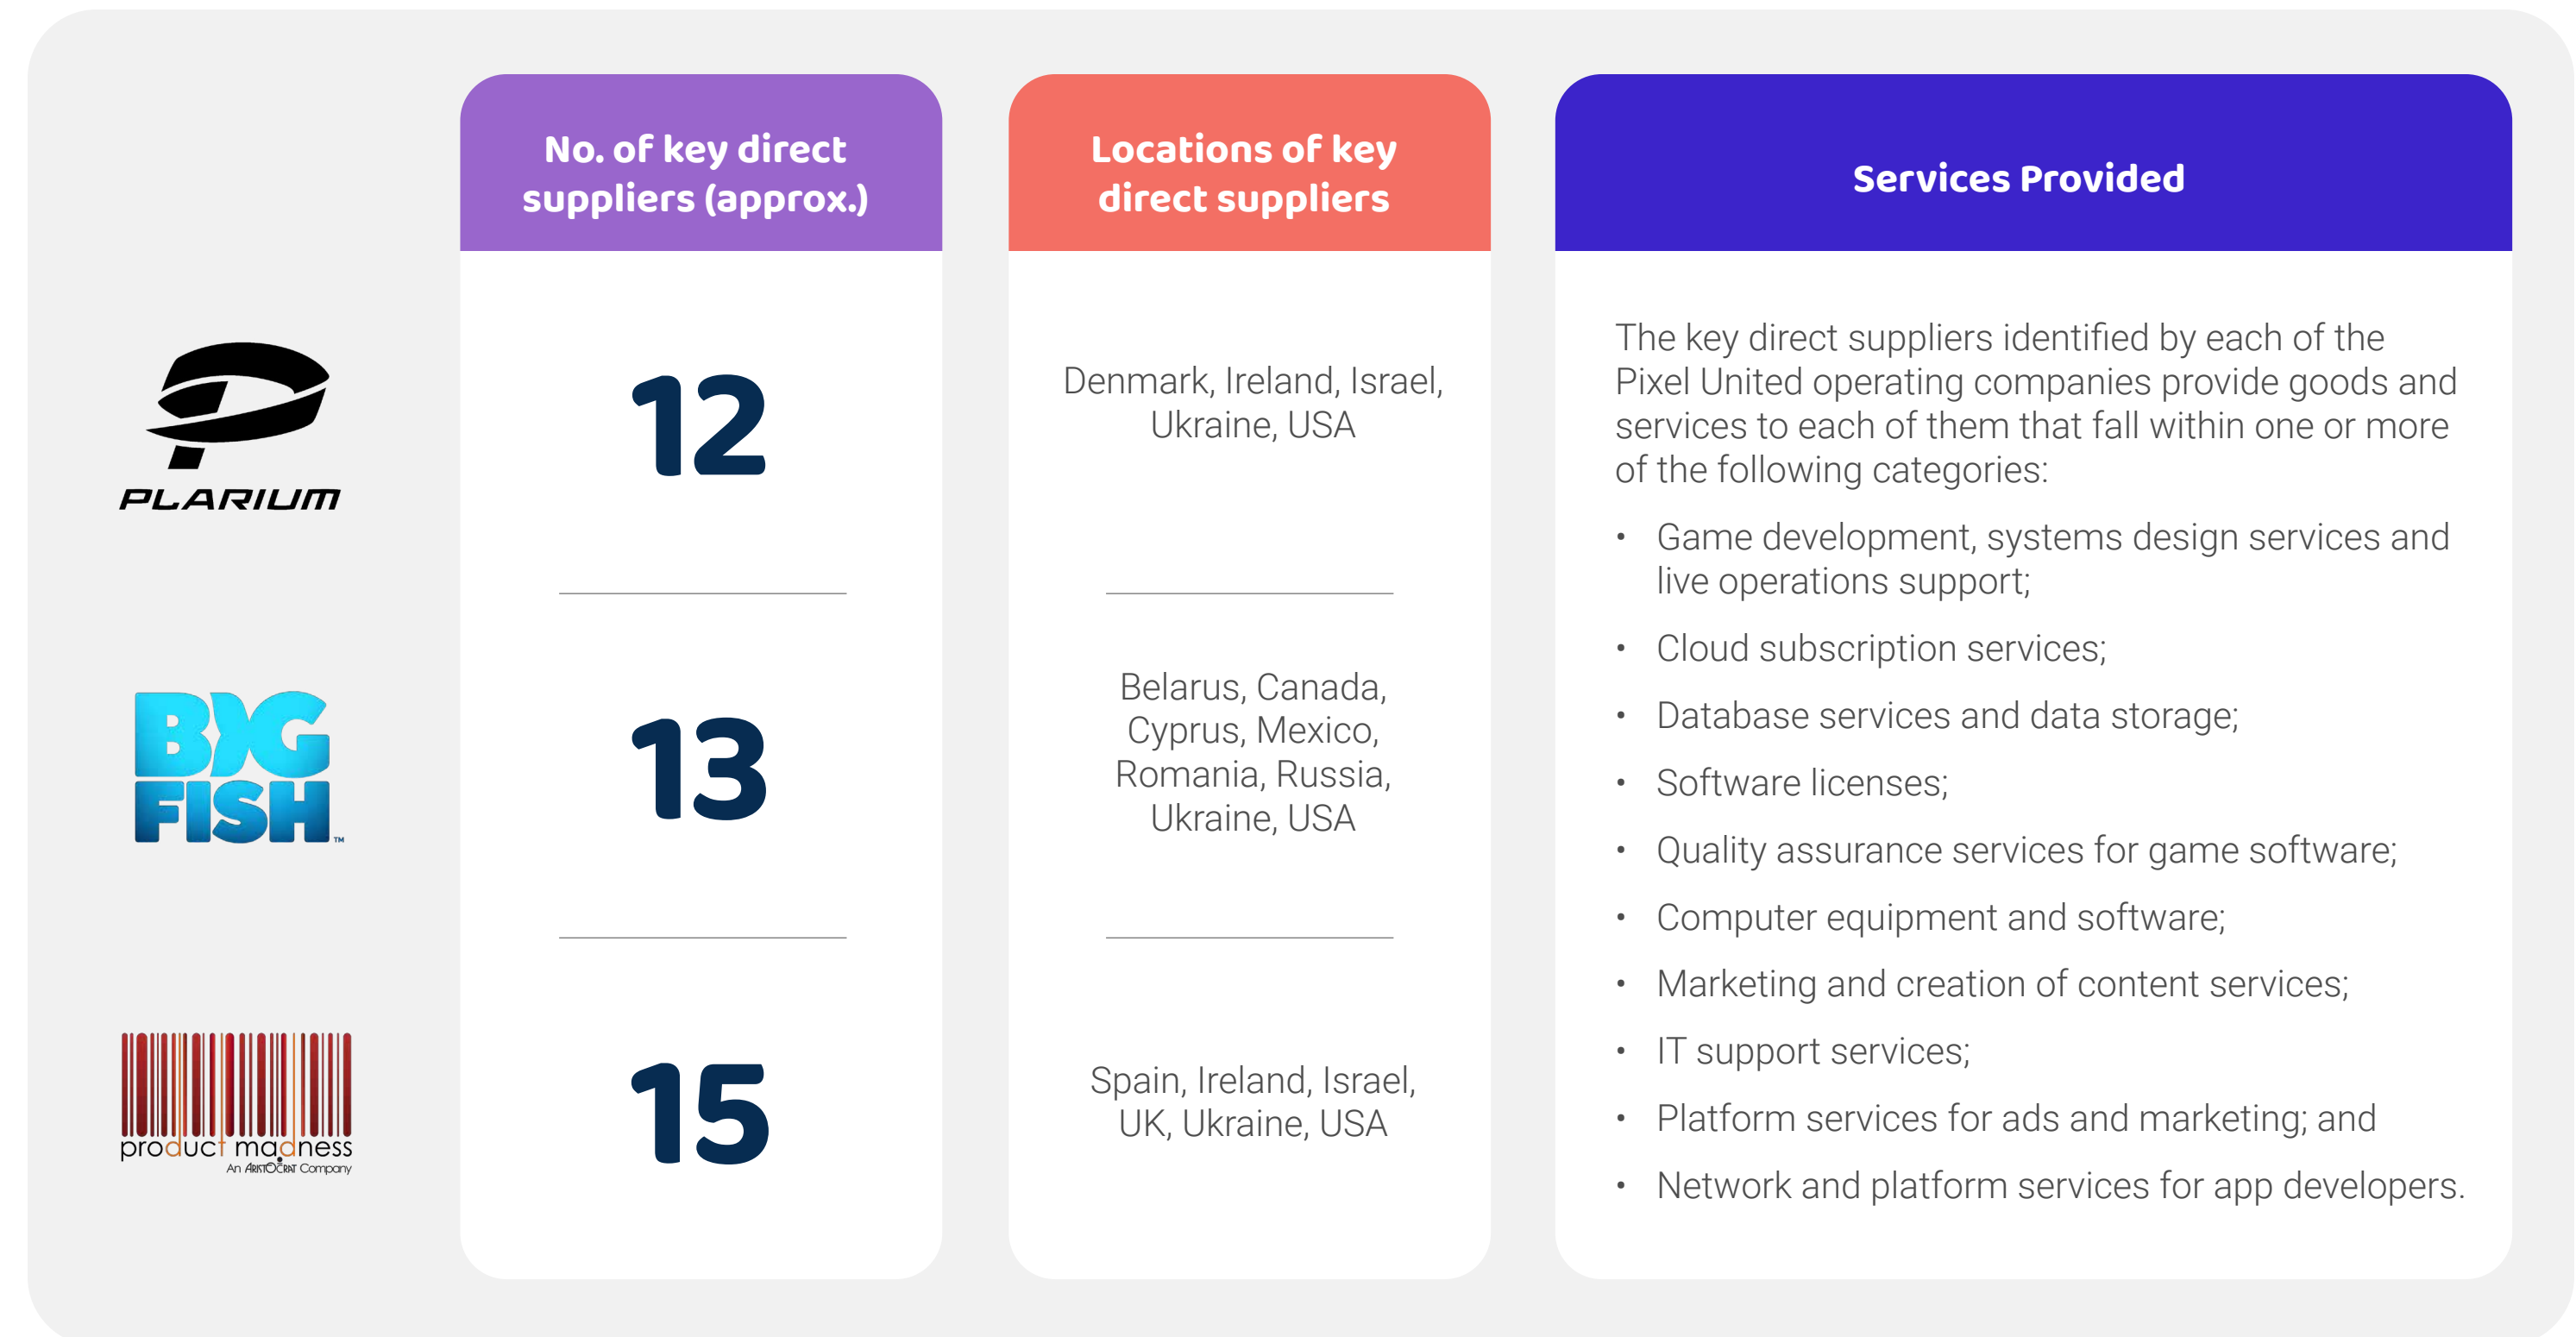 No. of key direct
suppliers (approx.)
Locations of key
direct suppliers
Services Provided
PLARIUM
12
Denmark, Ireland, Israel,
Ukraine, USA
BIG
FISH™
13
Belarus, Canada,
Cyprus, Mexico,
Romania, Russia,
Ukraine, USA
product madness
An ARISTOCRAT Company
15
Spain, Ireland, Israel,
UK, Ukraine, USA
The key direct suppliers identified by each of the
Pixel United operating companies provide goods and
services to each of them that fall within one or more
of the following categories:
• Game development, systems design services and
live operations support;
• Cloud subscription services;
• Database services and data storage;
• Software licenses;
• Quality assurance services for game software;
• Computer equipment and software;
• Marketing and creation of content services;
• IT support services;
• Platform services for ads and marketing; and
• Network and platform services for app developers.